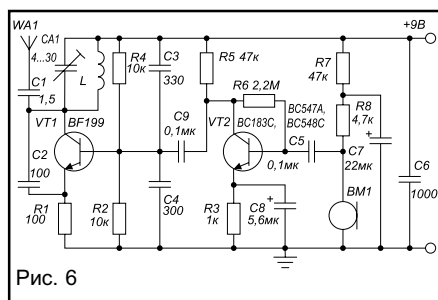 WA1
CA1
4...30
C1
1,5
L
R4
10к
C3
330
R5 47к
R6 2,2М
R7
47к
+9В
VT1
BF199
C9
0,1мк
VT2
BC183C,
BC547A,
BC548C
R8
4,7к
C5
0,1мк
C7
22мк
C6
1000
C2
100
R1
100
R2
10к
C4
300
R3
1к
C8
5,6мк
+
+
BM1
Рис. 6